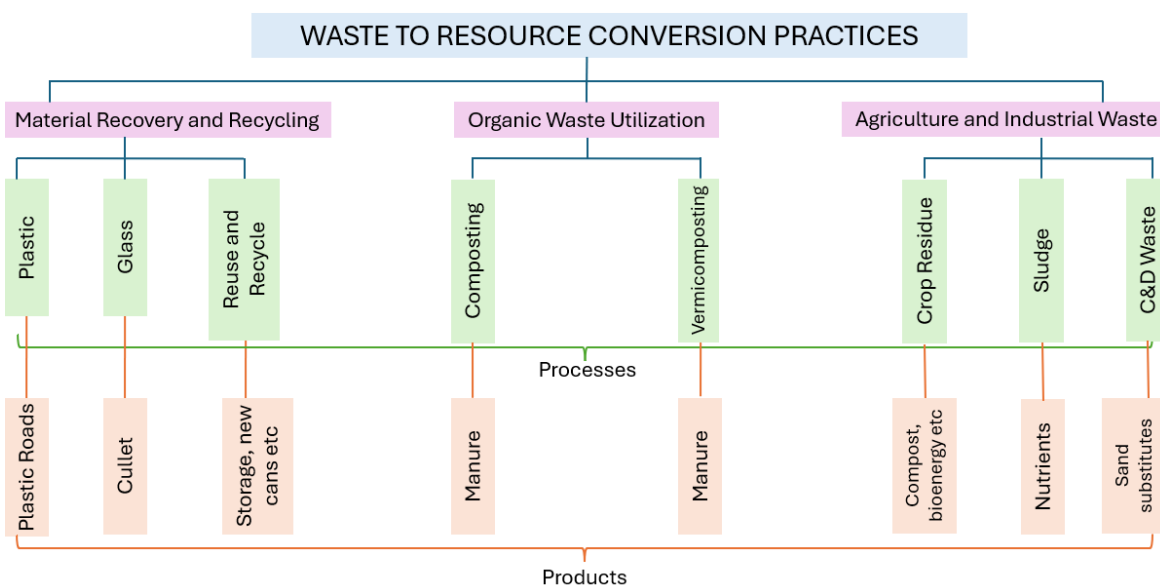 WASTE TO RESOURCE CONVERSION PRACTICES
Material Recovery and Recycling
Organic Waste Utilization
Agriculture and Industrial Waste
Plastic
Glass
Reuse and
Recycle
Composting
Vermicomposting
Crop Residue
Sludge
C&D Waste
Processes
Plastic Roads
Cullet
Storage, new
cans etc
Manure
Manure
Compost,
bioenergy etc
Nutrients
Sand
substitutes
Products